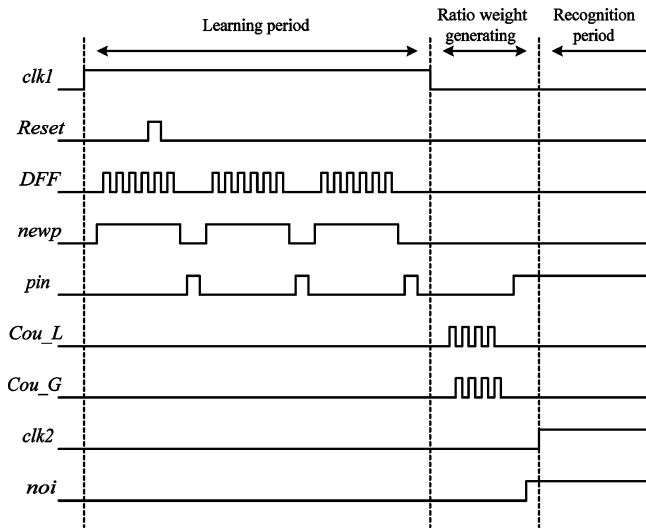 Learning period
Ratio weight
generating
Recognition
period
clk1
Reset
DFF
newp
pin
Cou_L
Cou_G
clk2
noi